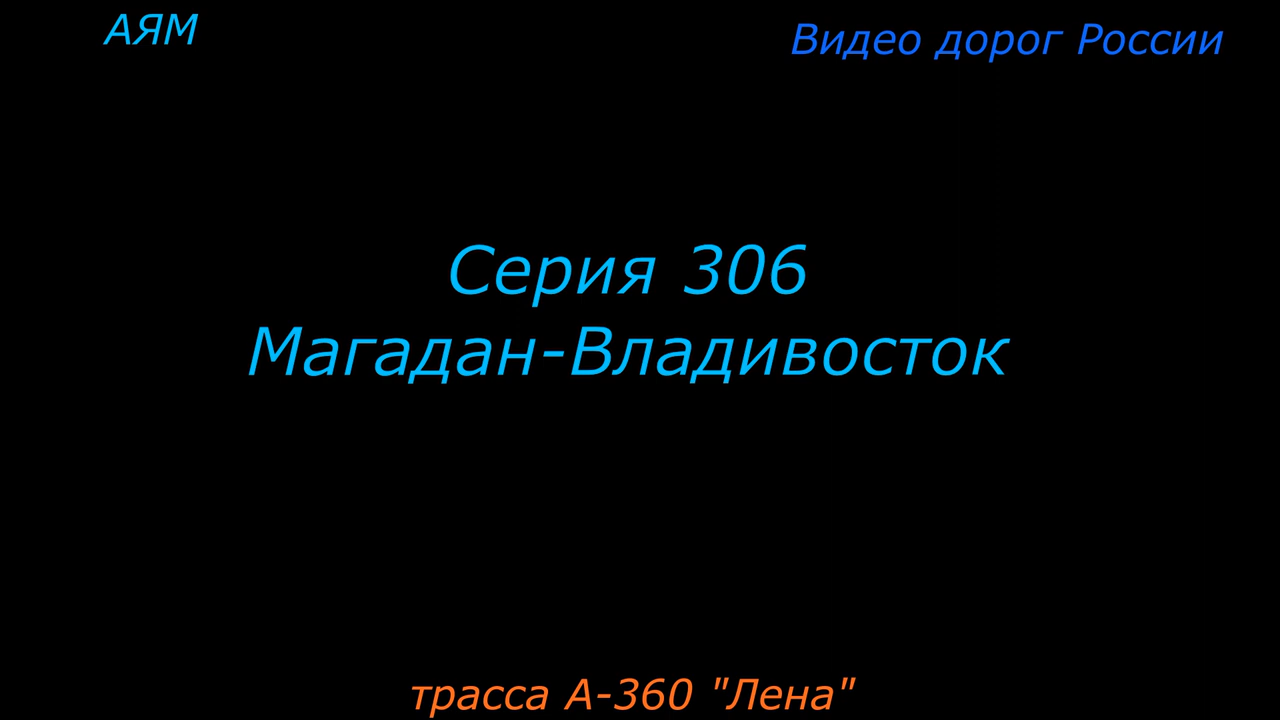 АЯМ
Видео дорог России
Серия 306
Магадан-Владивосток
трасса А-360 "Лена"